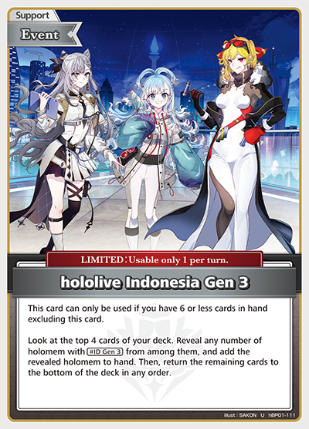 Support
Event
LIMITED:Usable only 1 per turn.
hololive Indonesia Gen 3
This card can only be used if you have 6 or less cards in hand
excluding this card.
Look at the top 4 cards of your deck. Reveal any number of
holomem with #ID Gen 3 from among them, and add the
revealed holomem to hand. Then, return the remaining cards to
the bottom of the deck in any order.
illust : SAKON U hBP01-111